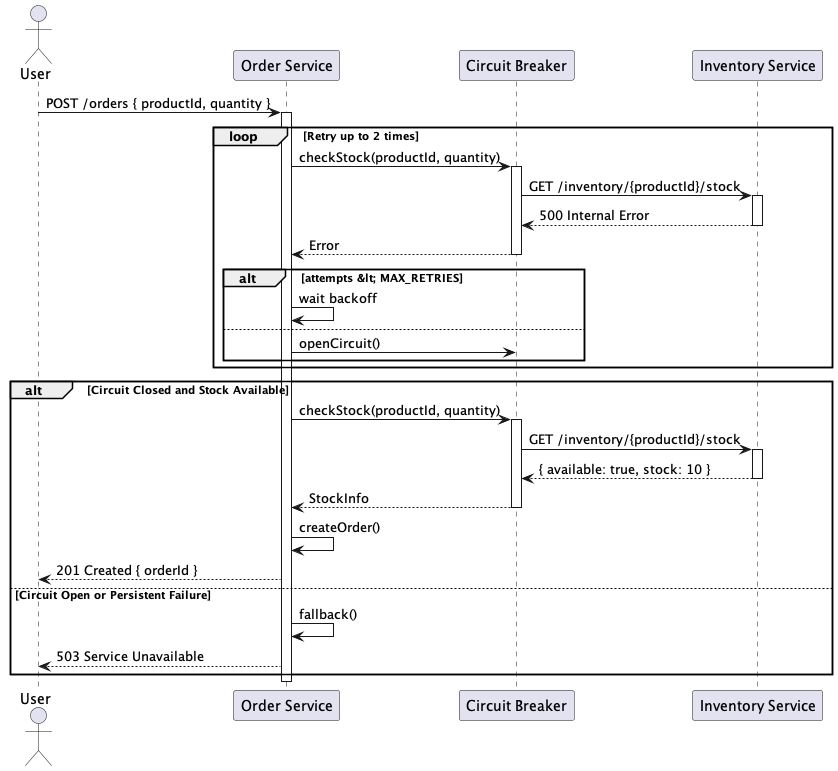 User
Order Service
Circuit Breaker
Inventory Service
POST /orders { productId, quantity }
loop
[Retry up to 2 times]
checkStock(productId, quantity)
GET /inventory/{productId}/stock
500 Internal Error
Error
alt
[attempts &lt; MAX_RETRIES]
wait backoff
openCircuit()
alt
[Circuit Closed and Stock Available]
checkStock(productId, quantity)
GET /inventory/{productId}/stock
{ available: true, stock: 10 }
StockInfo
createOrder()
201 Created { orderId }
[Circuit Open or Persistent Failure]
fallback()
503 Service Unavailable
User
Order Service
Circuit Breaker
Inventory Service